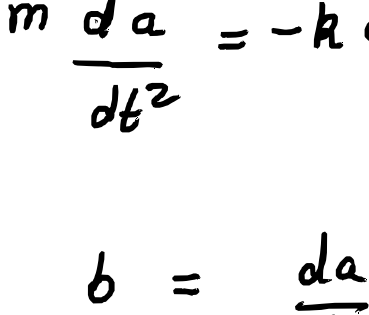 m da/dt² = -k
b = da